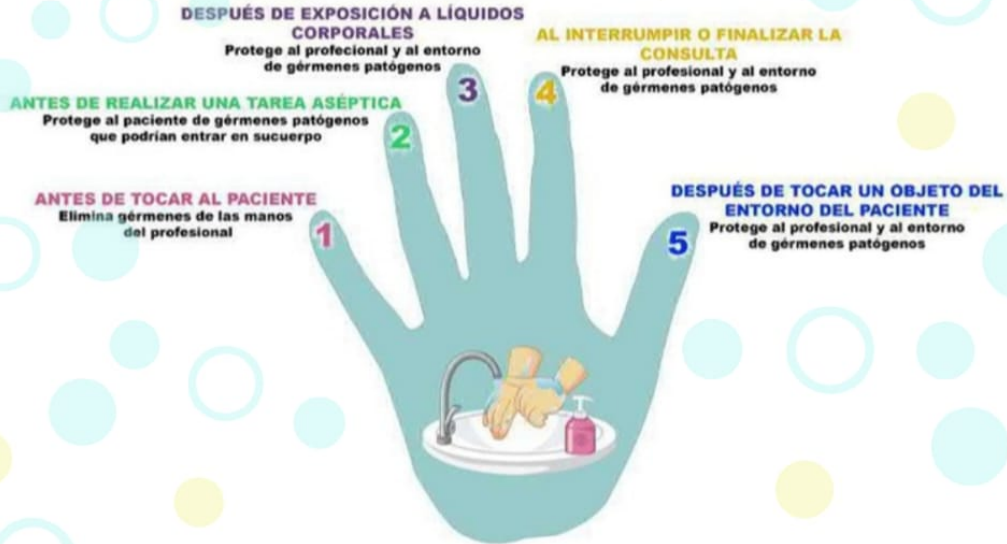 DESPUÉS DE EXPOSICIÓN A LÍQUIDOS
CORPORALES
Protege al profecional y al entorno
de gérmenes patógenos
3
AL INTERRUMPIR O FINALIZAR LA
CONSULTA
Protege al profesional y al entorno
de gérmenes patógenos
4
ANTES DE REALIZAR UNA TAREA ASÉPTICA
Protege al paciente de gérmenes patógenos
que podrían entrar en sucuerpo
2
ANTES DE TOCAR AL PACIENTE
Elimina gérmenes de las manos
del profesional
1
DESPUÉS DE TOCAR UN OBJETO DEL
ENTORNO DEL PACIENTE
Protege al profesional y al entorno
de gérmenes patógenos
5